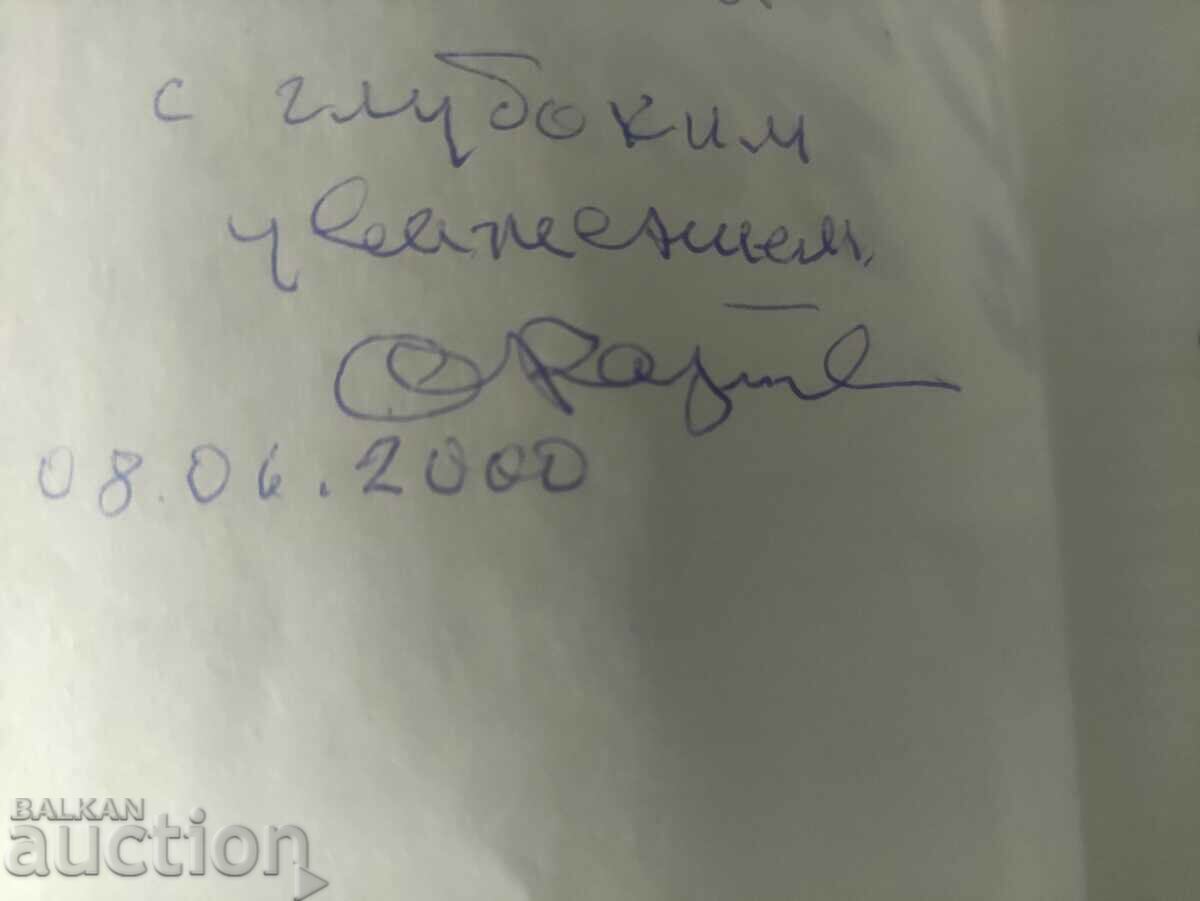 с глубоким
уважением
08.06.2000
BALKAN
auction